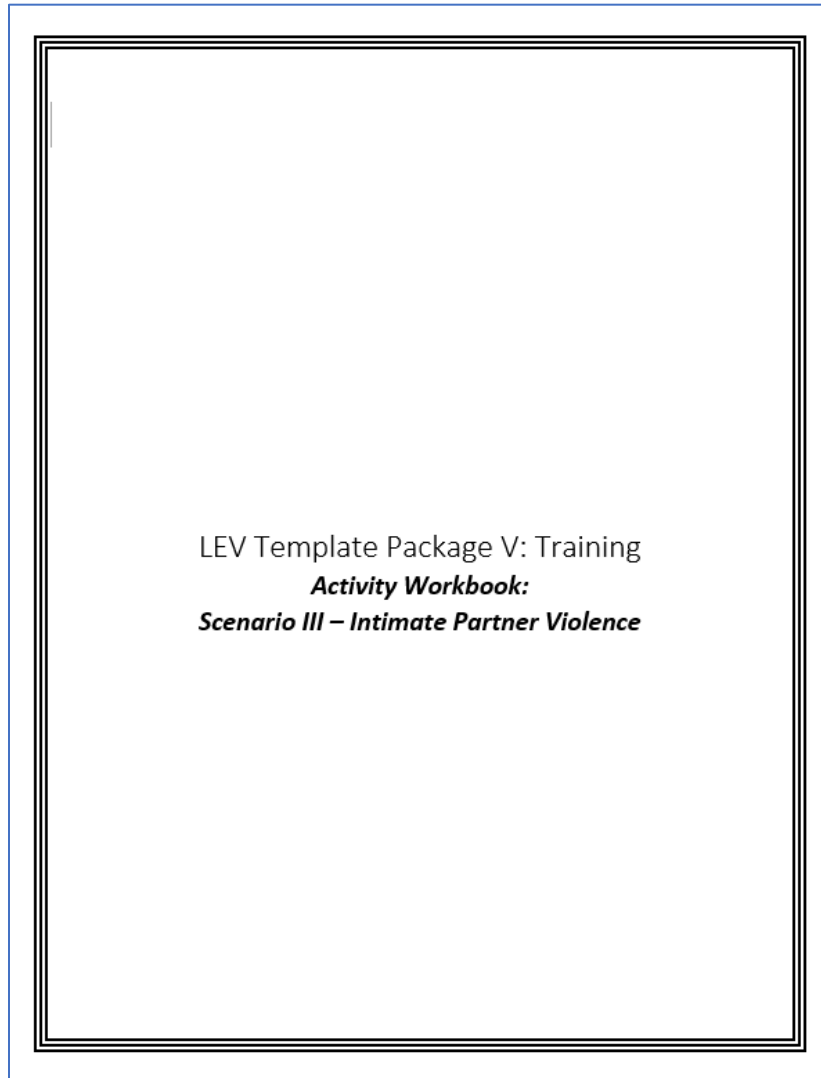 LEV Template Package V: Training
Activity Workbook:
Scenario III – Intimate Partner Violence